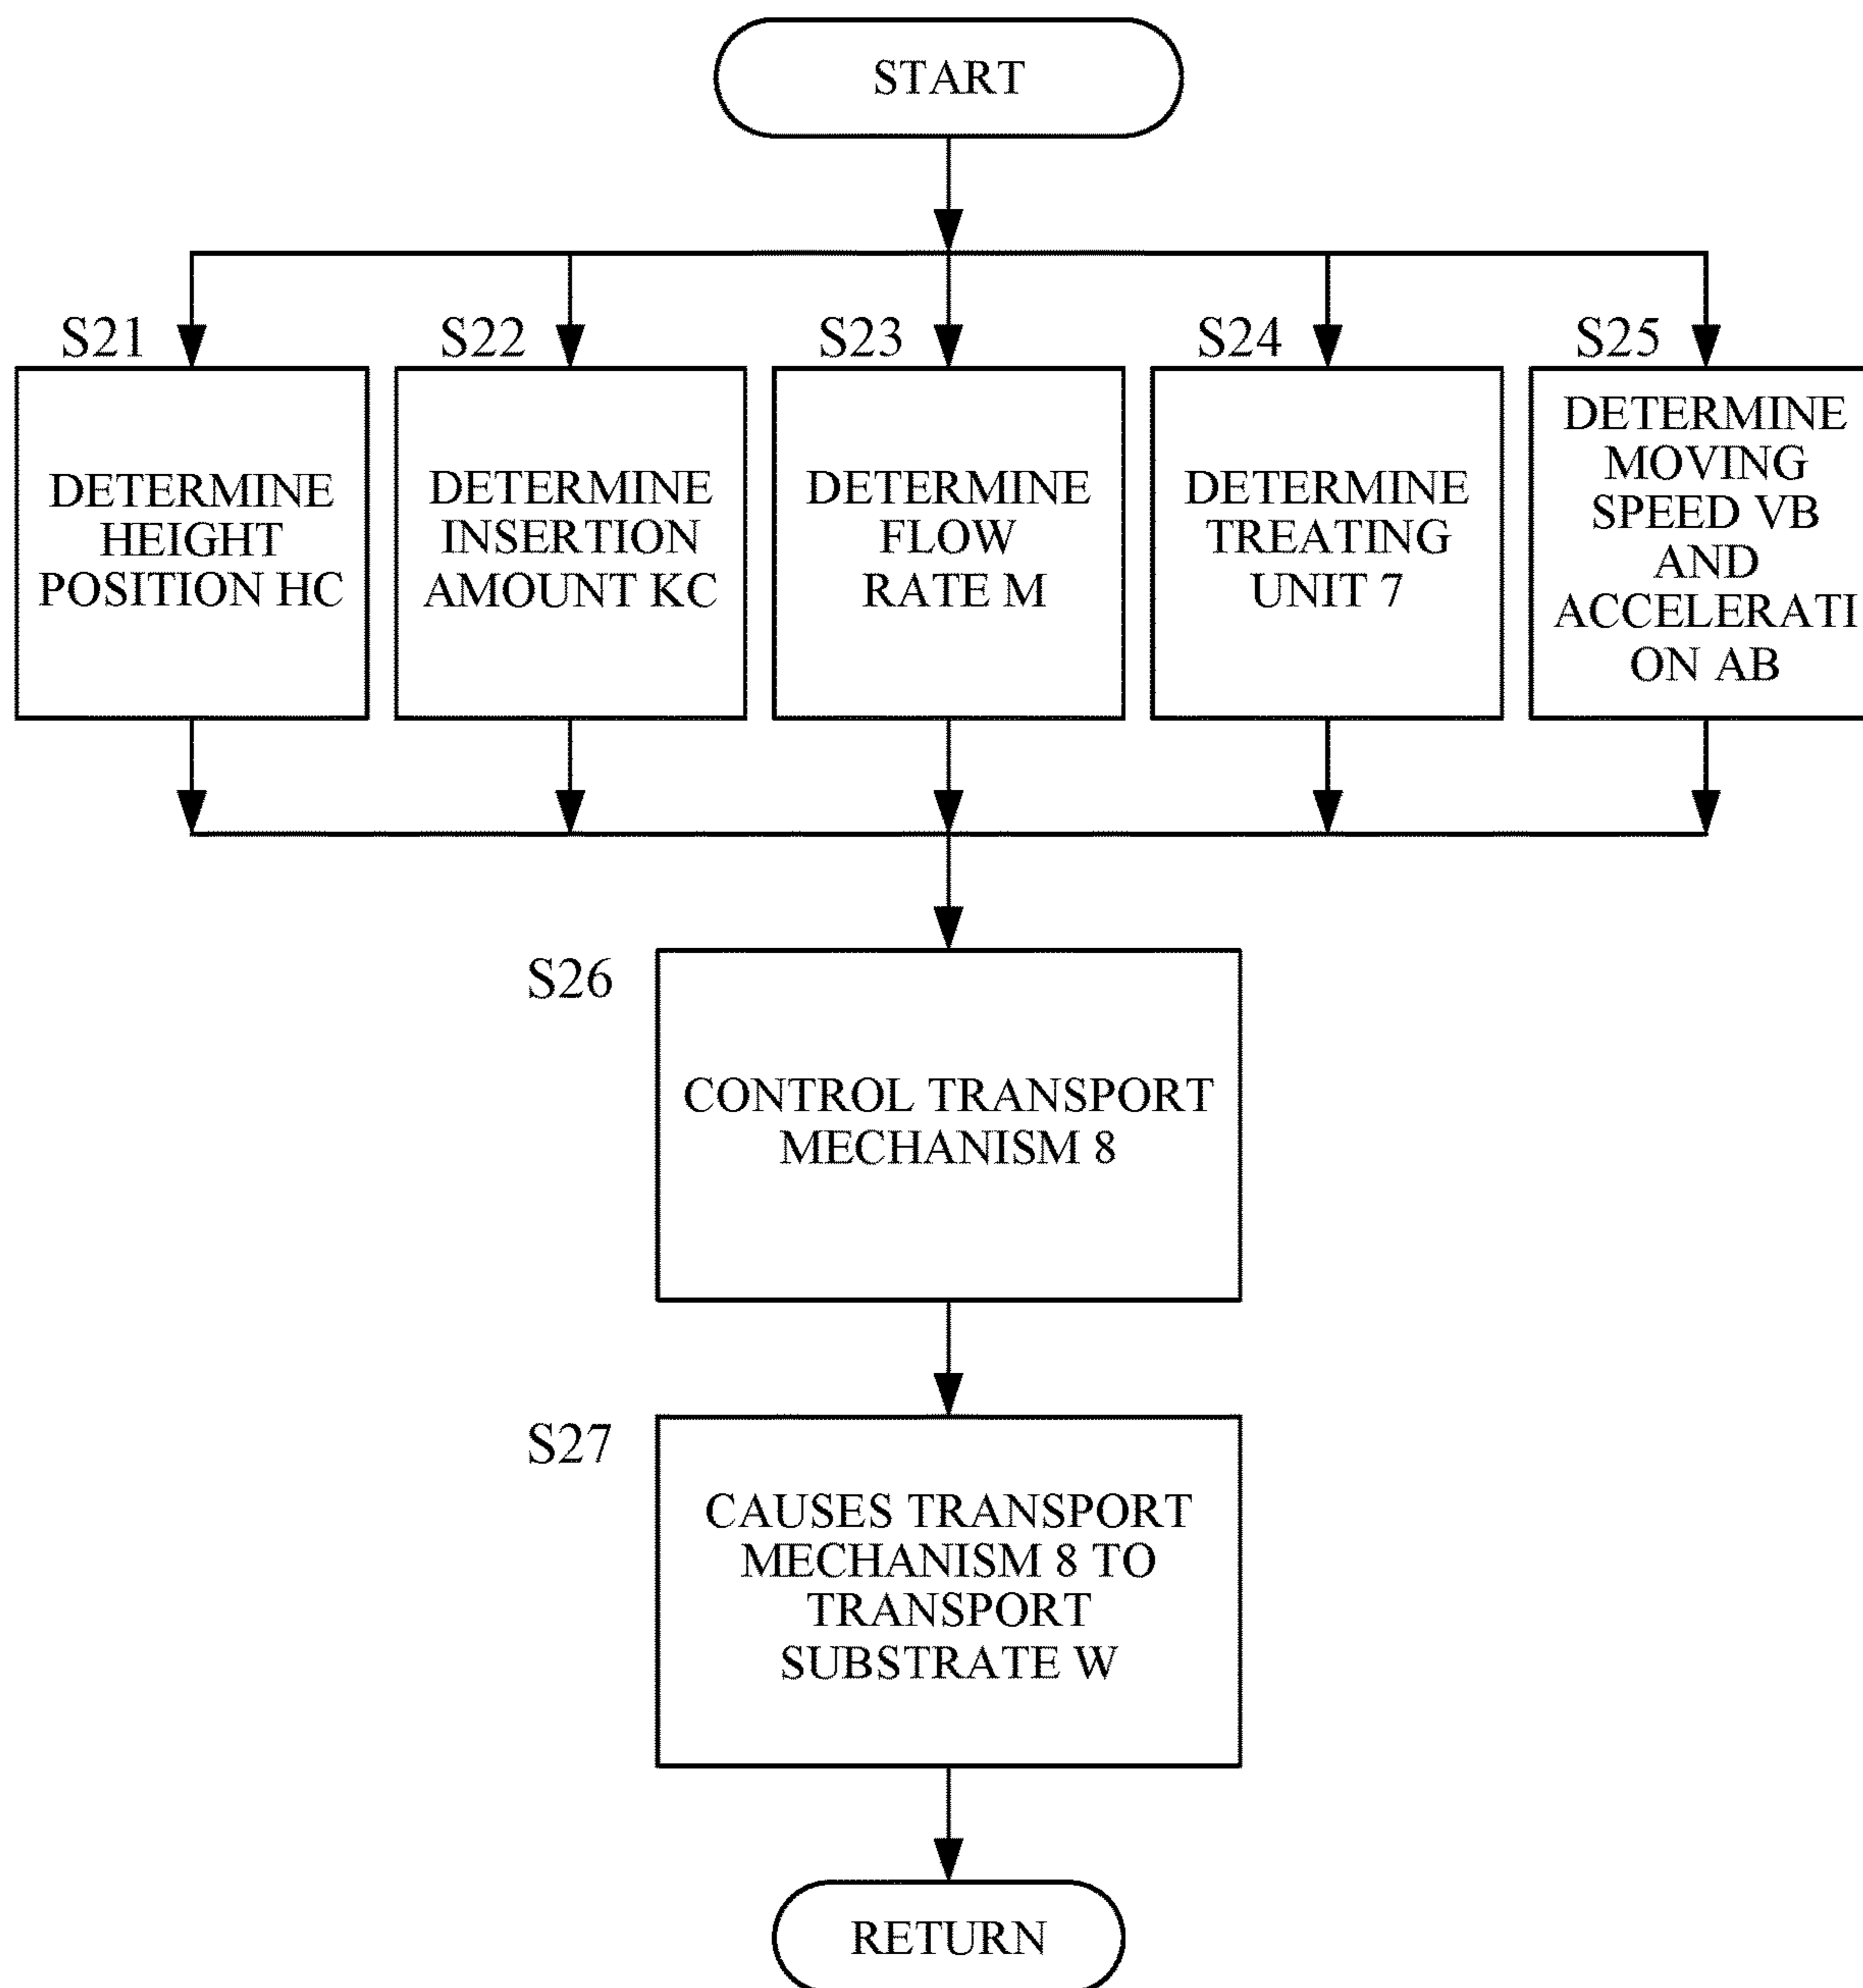 START
S21
S22
S23
S24
S25
DETERMINE
HEIGHT
POSITION HC
DETERMINE
INSERTION
AMOUNT KC
DETERMINE
FLOW
RATE M
DETERMINE
TREATING
UNIT 7
DETERMINE
MOVING
SPEED VB
AND
ACCELERATI
ON AB
S26
CONTROL TRANSPORT
MECHANISM 8
S27
CAUSES TRANSPORT
MECHANISM 8 TO
TRANSPORT
SUBSTRATE W
RETURN